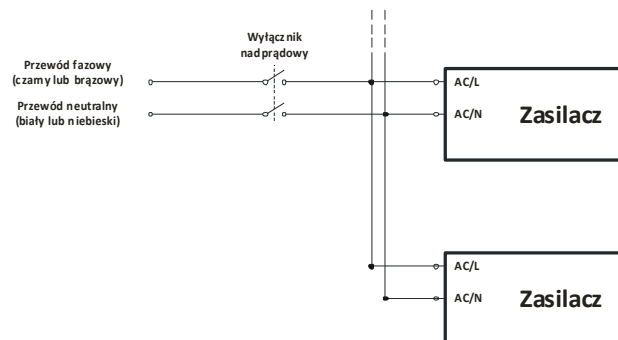 Wyłącznik
nadprądowy
Przewód fazowy
(czarny lub brązowy)
Przewód neutralny
(biały lub niebieski)
AC/L
AC/N
Zasilacz
AC/L
AC/N
Zasilacz